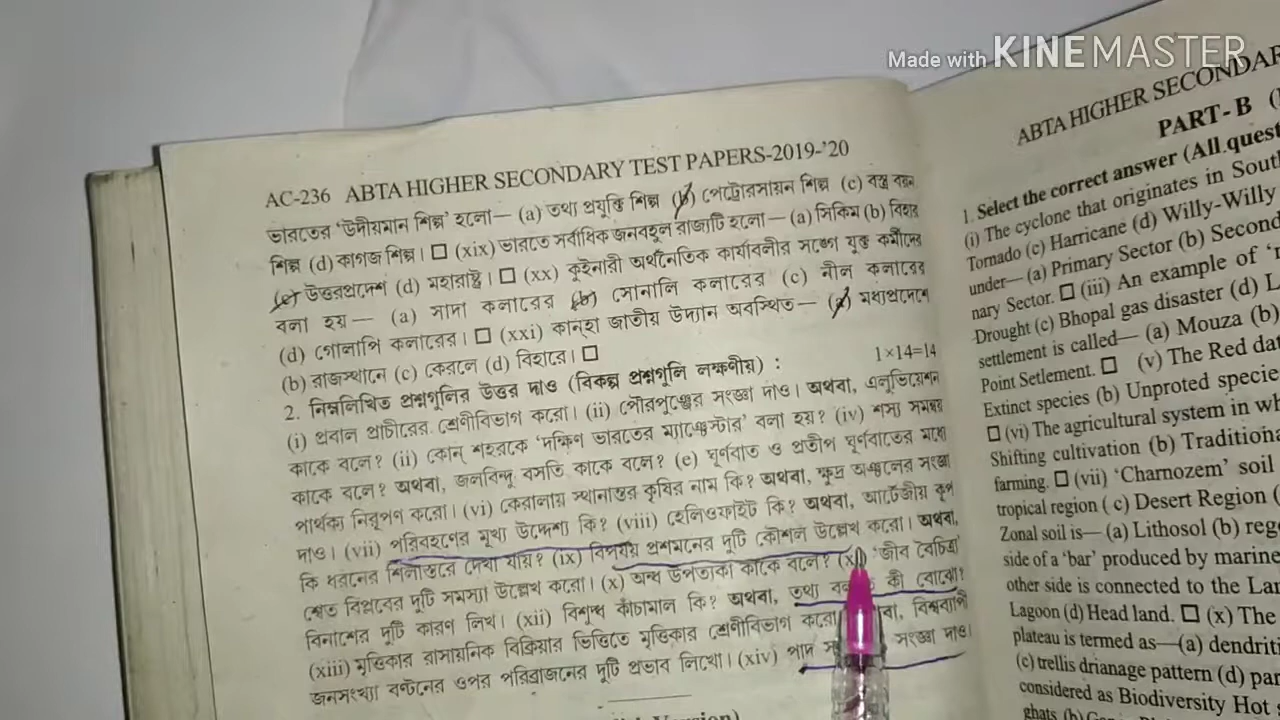 Made with KINEMASTER
AC-236 ABTA HIGHER SECONDARY TEST PAPERS-2019-'20
ভারতের 'উদীয়মান শিল্প' হলো— (a) তথ্য প্রযুক্তি শিল্প (b) পেট্রোরসায়ন শিল্প (c) বস্ত্র বয়ন
শিল্প (d) কাগজ শিল্প। □ (xix) ভারতে সর্বাধিক জনবহুল রাজ্যটি হলো— (a) সিকিম (b) বিহার
(c) উত্তরপ্রদেশ (d) মহারাষ্ট্র। □ (xx) কুইনারী অর্থনৈতিক কার্যাবলীর সঙ্গে যুক্ত কর্মীদের
বলা হয়— (a) সাদা কলারের (b) সোনালি কলারের (c) নীল কলারের
(d) গোলাপি কলারের। □ (xxi) কান্‌হা জাতীয় উদ্যান অবস্থিত— (a) মধ্যপ্রদেশে
(b) রাজস্থানে (c) কেরলে (d) বিহারে। □
2. নিম্নলিখিত প্রশ্নগুলির উত্তর দাও (বিকল্প প্রশ্নগুলি লক্ষণীয়) : 1×14=14
(i) প্রবাল প্রাচীরের শ্রেণীবিভাগ করো। (ii) পৌরপুঞ্জের সংজ্ঞা দাও। অথবা, এলুভিয়েশন
কাকে বলে? (ii) কোন্ শহরকে 'দক্ষিণ ভারতের ম্যাঞ্চেস্টার' বলা হয়? (iv) শস্য সমন্বয়
কাকে বলে? অথবা, জলবিন্দু বসতি কাকে বলে? (e) ঘূর্ণবাত ও প্রতীপ ঘূর্ণবাতের মধ্যে
পার্থক্য নিরূপণ করো। (vi) কেরালায় স্থানান্তর কৃষির নাম কি? অথবা, ক্ষুদ্র অঞ্চলের সংজ্ঞা
দাও। (vii) পরিবহণের মুখ্য উদ্দেশ্য কি? (viii) হেলিওফাইট কি? অথবা, আর্টেজীয় কূপ
কি ধরনের শিলাস্তরে দেখা যায়? (ix) বিপর্যয় প্রশমনের দুটি কৌশল উল্লেখ করো। অথবা,
শ্বেত বিপ্লবের দুটি সমস্যা উল্লেখ করো। (x) অন্ধ উপত্যকা কাকে বলে? 'জীব বৈচিত্র্য'
বিনাশের দুটি কারণ লিখ। (xii) বিশুদ্ধ কাঁচামাল কি? অথবা, তথ্য কী বোঝো?
(xiii) মৃত্তিকার রাসায়নিক বিক্রিয়ার ভিত্তিতে মৃত্তিকার শ্রেণীবিভাগ করো বিশ্বব্যাপী
জনসংখ্যা বণ্টনের ওপর পরিব্রাজনের দুটি প্রভাব লিখো। (xiv) পাদ সংজ্ঞা দাও।
ABTA HIGHER SECONDAR
PART-B
1. Select the correct answer (All quest
(i) The cyclone that originates in South
Tornado (c) Harricane (d) Willy-Willy
under— (a) Primary Sector (b) Second
nary Sector. □ (iii) An example of
Drought (c) Bhopal gas disaster (d) L
settlement is called— (a) Mouza (b)
Point Setlement. □ (v) The Red dat
Extinct species (b) Unproted specie
□ (vi) The agricultural system in wh
Shifting cultivation (b) Traditiona
farming. □ (vii) 'Charnozem' soil
tropical region ( c) Desert Region (
Zonal soil is— (a) Lithosol (b) reg
side of a 'bar' produced by marine
other side is connected to the Lan
Lagoon (d) Head land. □ (x) The
plateau is termed as— (a) dendriti
(c) trellis drianage pattern (d) par
considered as Biodiversity Hot
ghats (b)